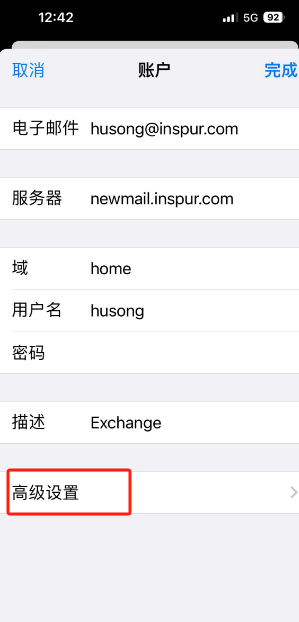 12:42 5G 92
取消 账户 完成
电子邮件 husong@inspur.com
服务器 newmail.inspur.com
域 home
用户名 husong
密码
描述 Exchange
高级设置